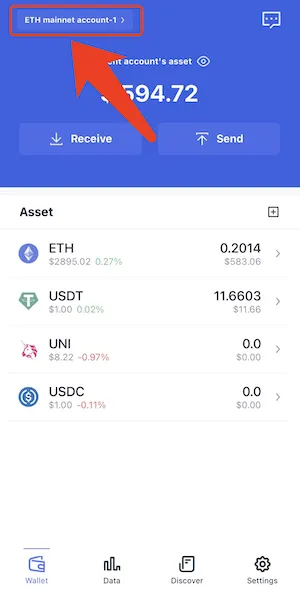 ETH mainnet account-1 >
nt account's asset
594.72
Receive
Send
Asset
ETH
0.2014
$2895.02 0.27%
$583.06
USDT
11.6603
$1.00 0.02%
$11.66
UNI
0.0
$8.22 -0.97%
$0.00
USDC
0.0
$1.00 -0.11%
$0.00
Wallet
Data
Discover
Settings